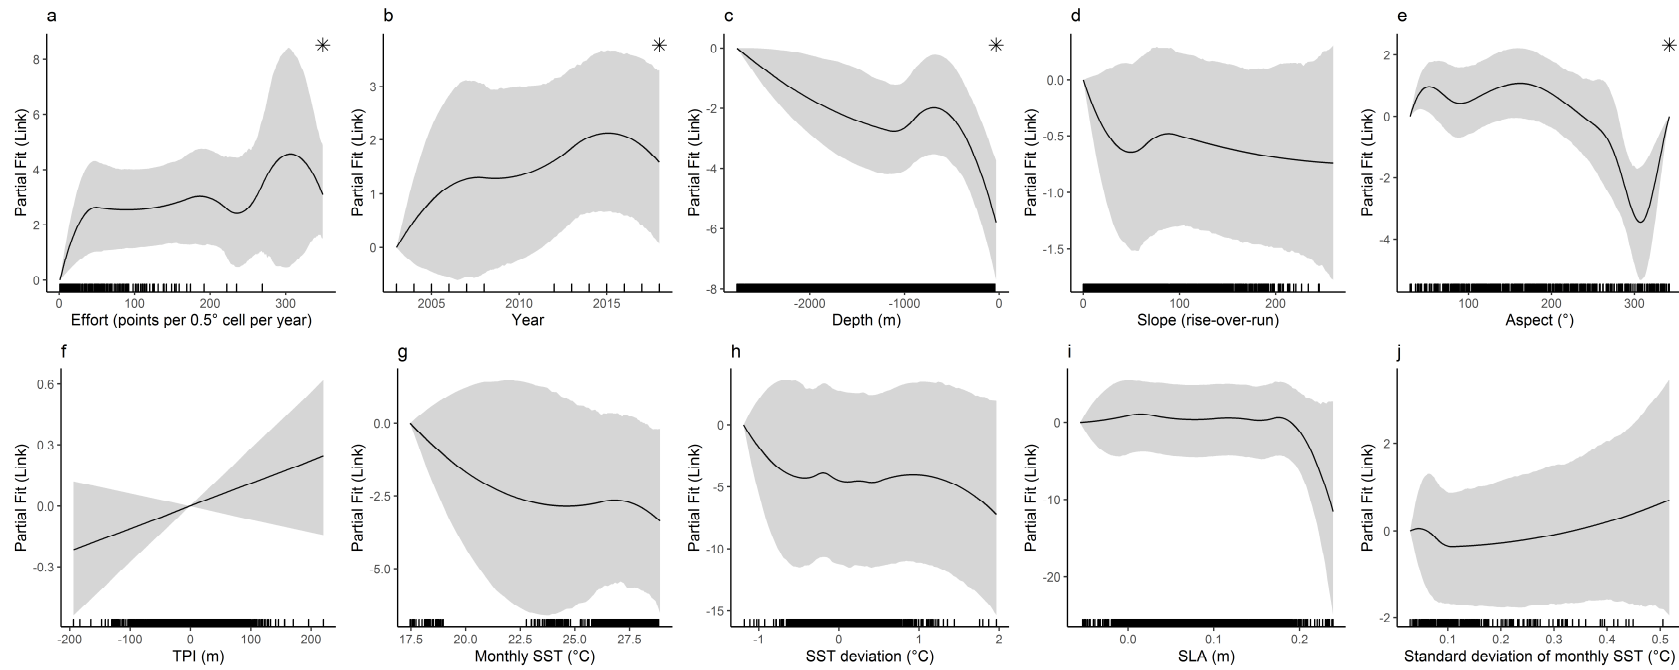 a
b
c
d
e
Partial Fit (Link)
8
6
4
2
0
0
100
200
300
Effort (points per 0.5° cell per year)
Partial Fit (Link)
3
2
1
0
2005
2010
2015
Year
Partial Fit (Link)
0
-2
-4
-6
-8
-2000
-1000
0
Depth (m)
Partial Fit (Link)
0.0
-0.5
-1.0
-1.5
0
100
200
Slope (rise-over-run)
Partial Fit (Link)
2
0
-2
-4
100
200
300
Aspect (°)
f
g
h
i
j
Partial Fit (Link)
0.6
0.3
0.0
-0.3
-200
-100
0
100
200
TPI (m)
Partial Fit (Link)
0.0
-2.5
-5.0
17.5
20.0
22.5
25.0
27.5
Monthly SST (°C)
Partial Fit (Link)
0
-5
-10
-15
-1
0
1
2
SST deviation (°C)
Partial Fit (Link)
0
10
-20
0.0
0.1
0.2
SLA (m)
Partial Fit (Link)
2
0
-2
0.1
0.2
0.3
0.4
0.5
Standard deviation of monthly SST (°C)